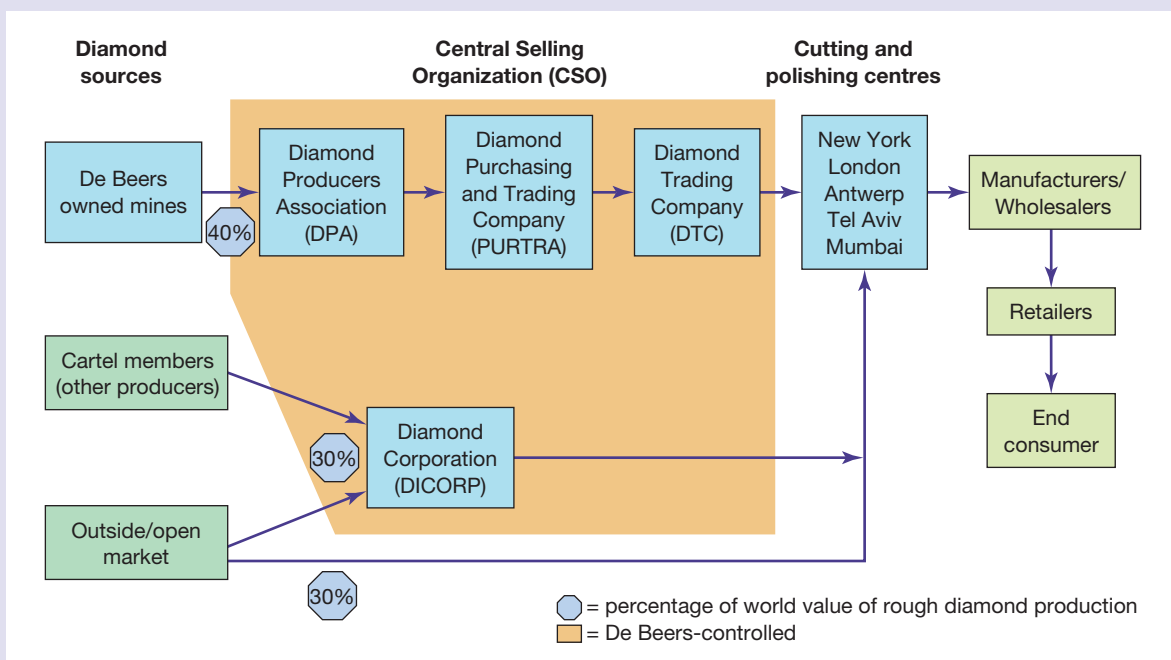 Diamond
sources
Central Selling
Organization (CSO)
Cutting and
polishing centres
De Beers
owned mines
40%
Diamond
Producers
Association
(DPA)
Diamond
Purchasing
and Trading
Company
(PURTRA)
Diamond
Trading
Company
(DTC)
New York
London
Antwerp
Tel Aviv
Mumbai
Manufacturers/
Wholesalers
Retailers
End
consumer
Cartel members
(other producers)
30%
Diamond
Corporation
(DICORP)
Outside/open
market
30%
= percentage of world value of rough diamond production
= De Beers-controlled